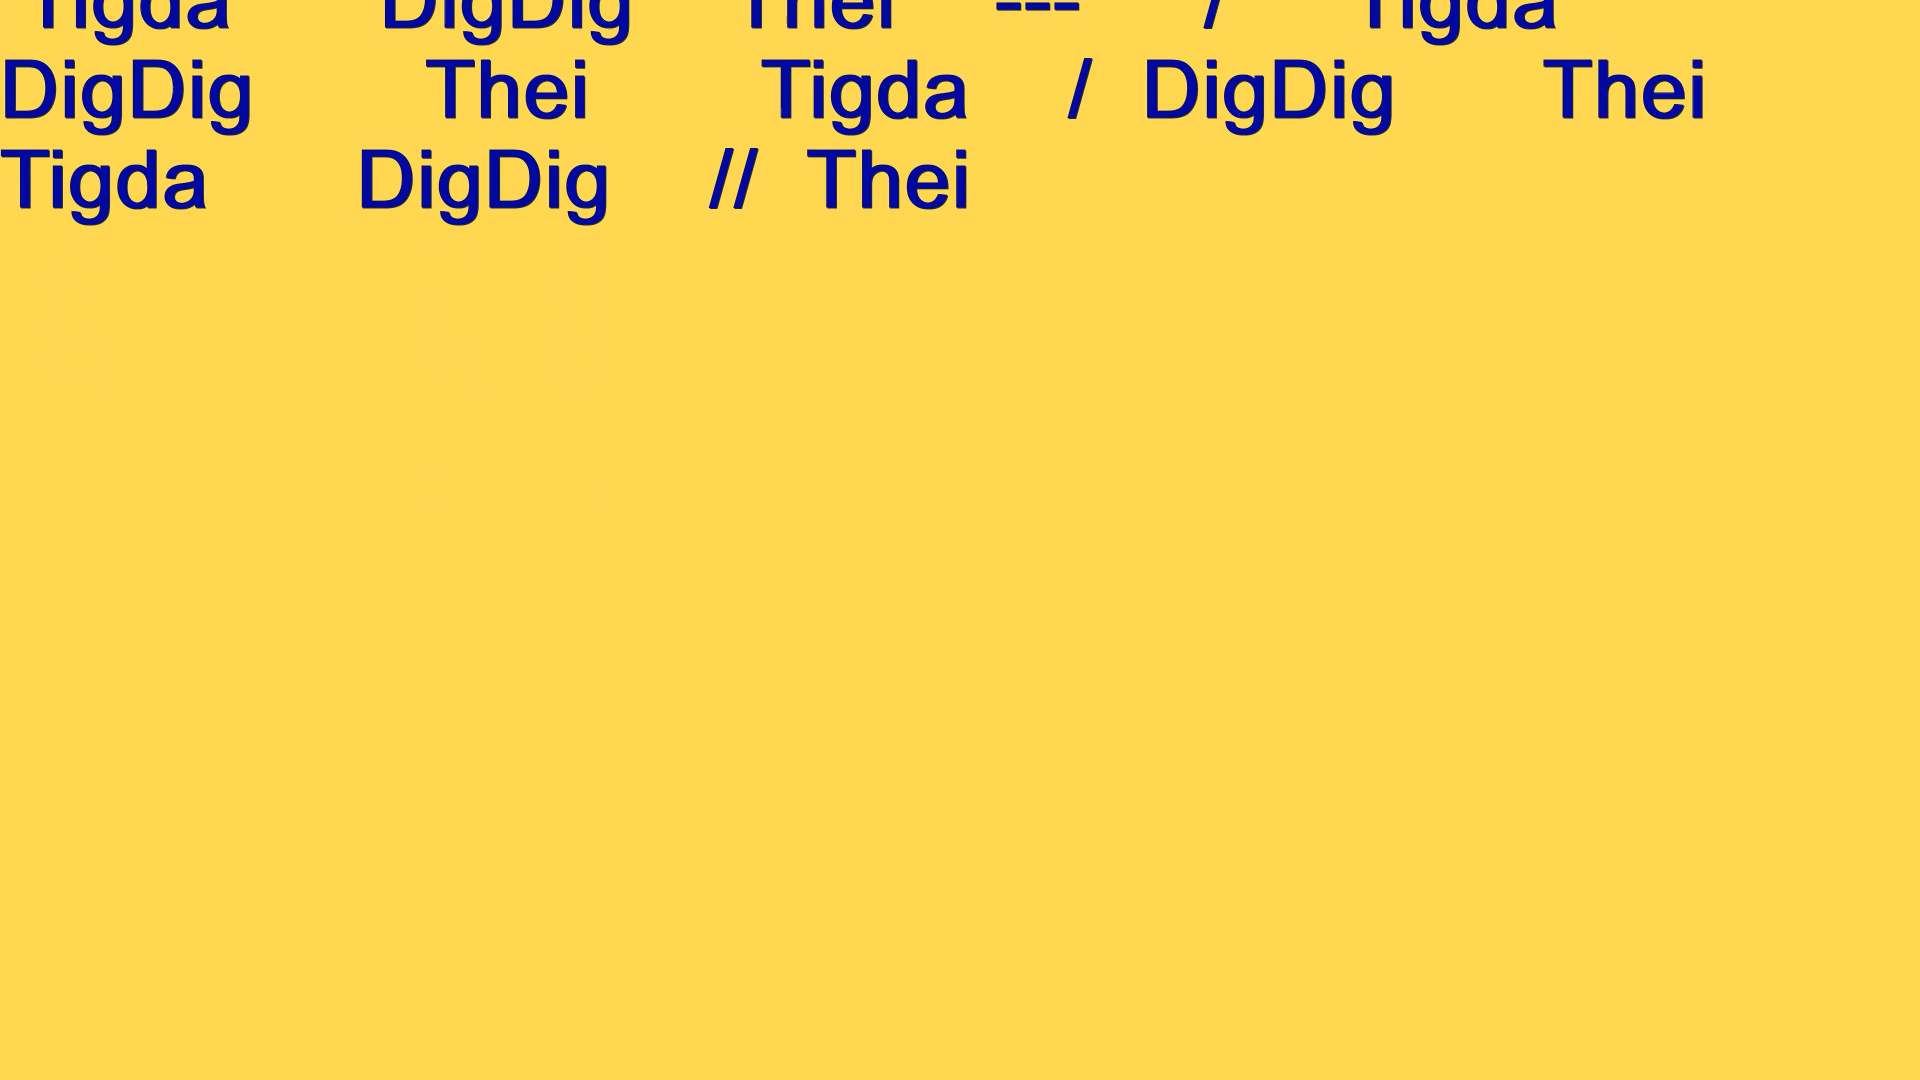 Tigda DigDig Thei --- / Tigda
DigDig Thei Tigda / DigDig Thei
Tigda DigDig // Thei